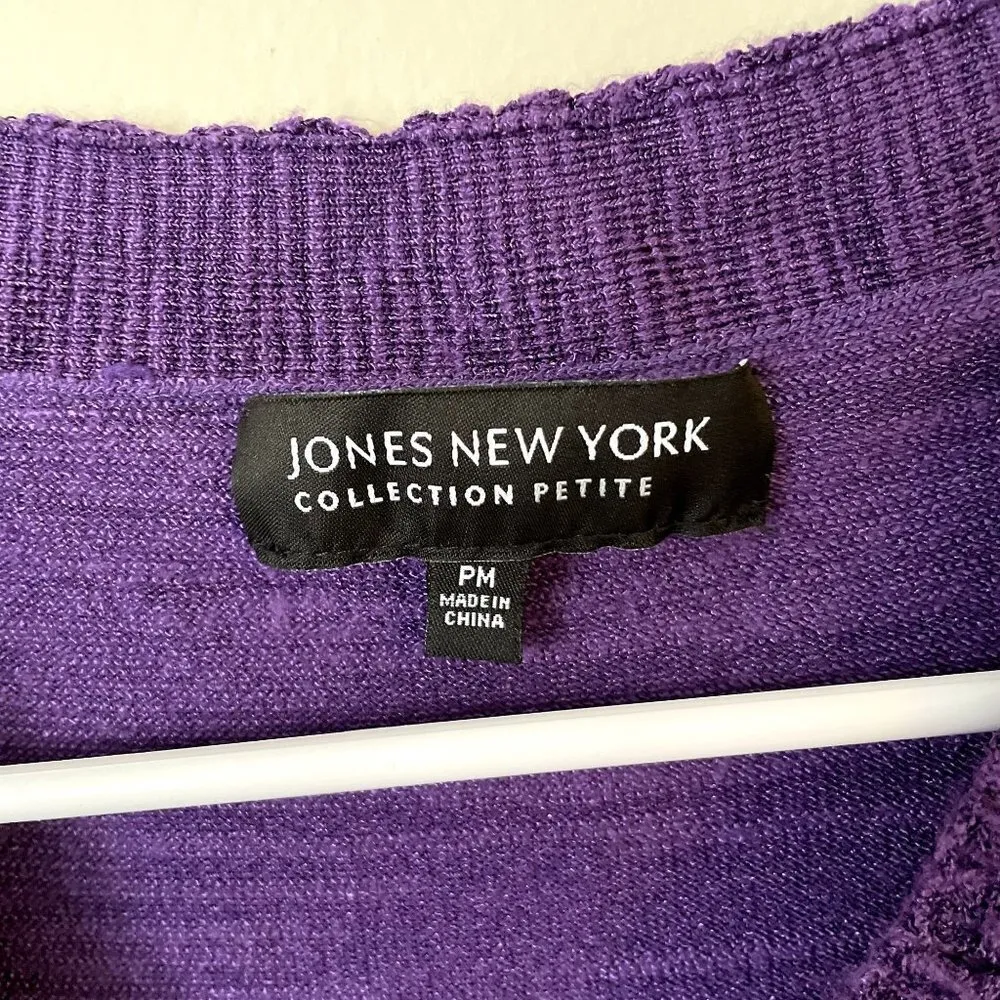 JONES NEW YORK
COLLECTION PETITE
PM
MADE IN
CHINA